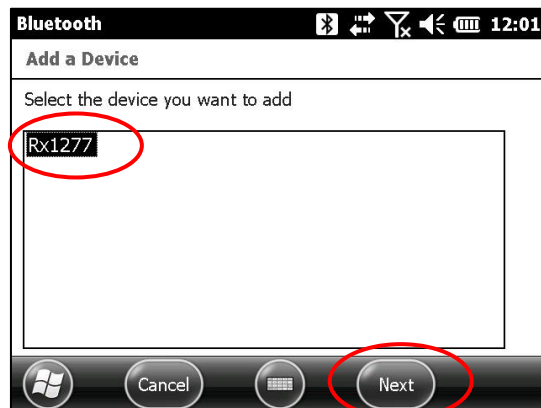 Bluetooth 12:01
Add a Device
Select the device you want to add
Rx1277
Cancel Next